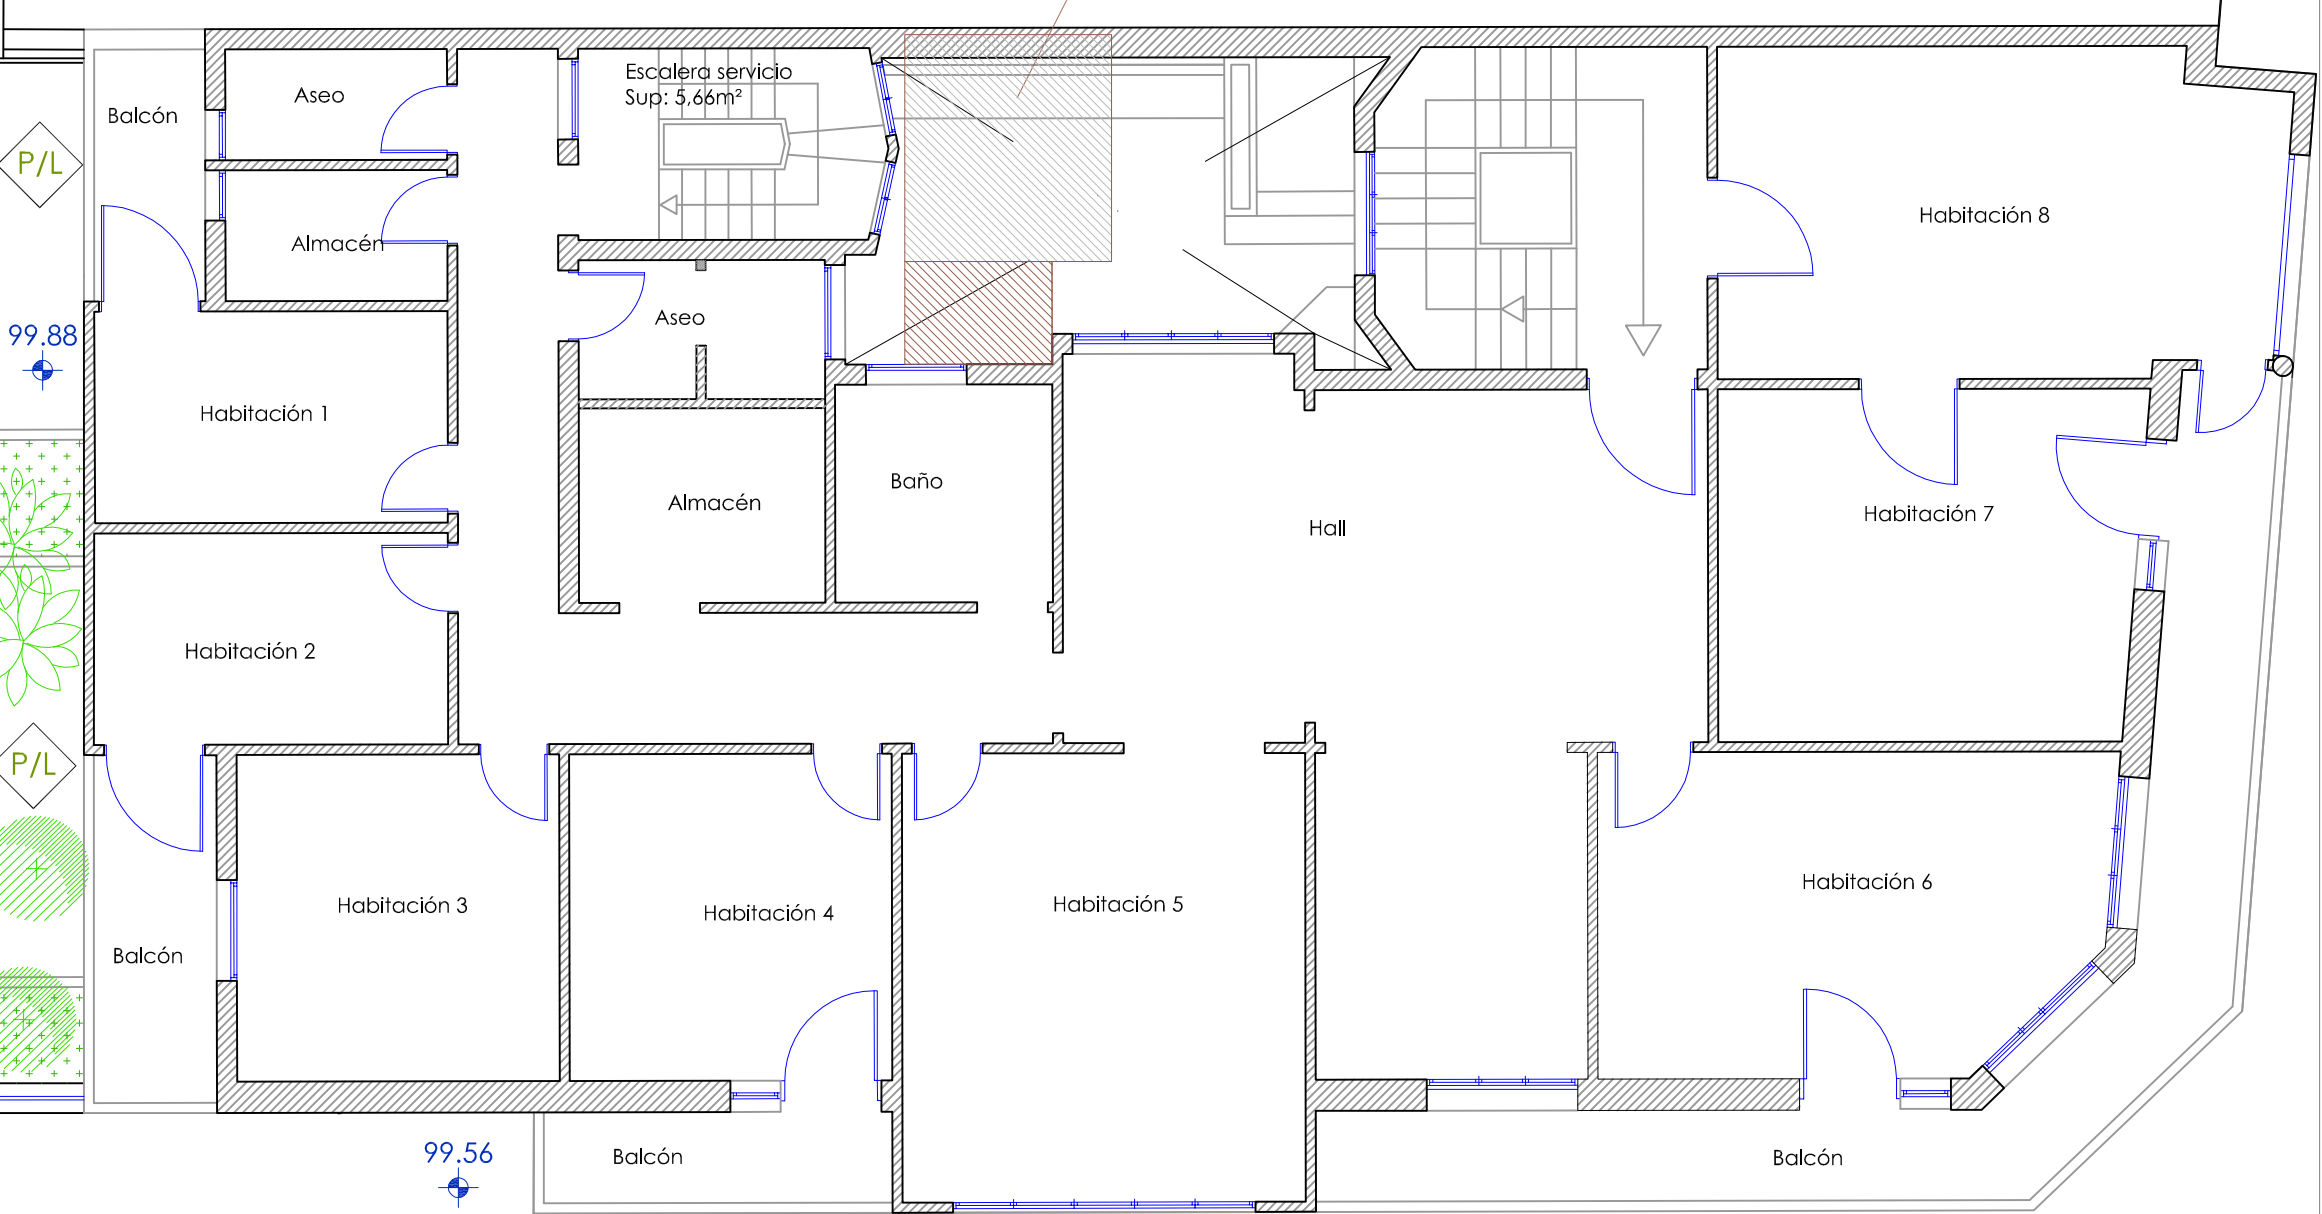 Escalera servicio
Sup: 5,66m²
Aseo
Balcón
P/L
Habitación 8
Almacén
Aseo
99.88
Habitación 1
Baño
Almacén
Habitación 7
Hall
Habitación 2
P/L
Habitación 6
Habitación 3
Habitación 5
Habitación 4
Balcón
99.56
Balcón
Balcón